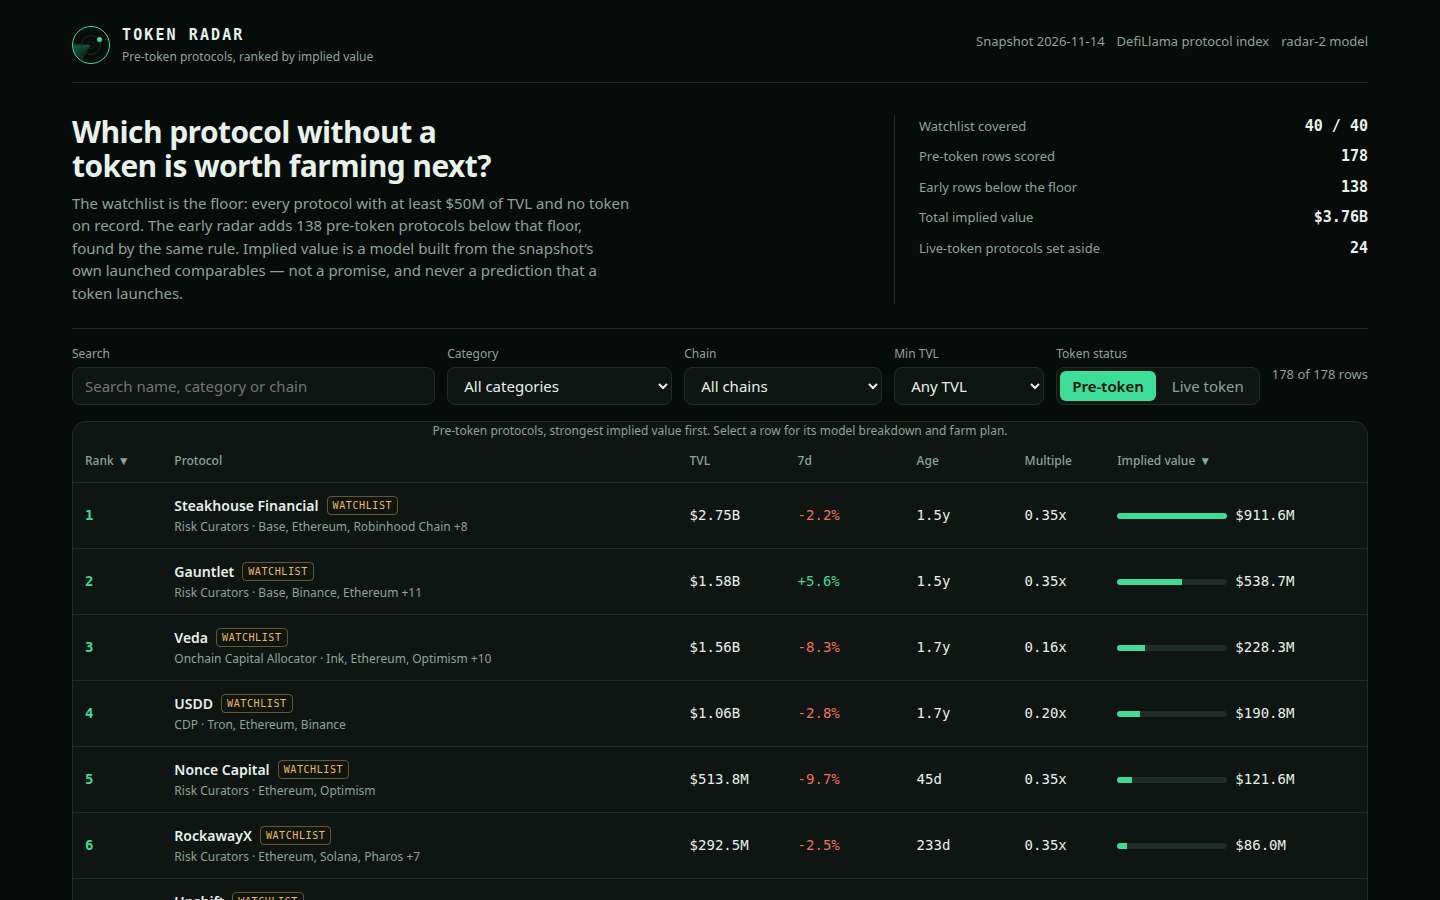 TOKEN RADAR
Pre-token protocols, ranked by implied value
Snapshot 2026-11-14 DefiLlama protocol index radar-2 model
Which protocol without a
token is worth farming next?
The watchlist is the floor: every protocol with at least $50M of TVL and no token
on record. The early radar adds 138 pre-token protocols below that floor,
found by the same rule. Implied value is a model built from the snapshot's
own launched comparables — not a promise, and never a prediction that a
token launches.
Watchlist covered 40 / 40
Pre-token rows scored 178
Early rows below the floor 138
Total implied value $3.76B
Live-token protocols set aside 24
Search Category Chain Min TVL Token status
Search name, category or chain All categories All chains Any TVL Pre-token Live token 178 of 178 rows
Pre-token protocols, strongest implied value first. Select a row for its model breakdown and farm plan.
Rank ▼ Protocol TVL 7d Age Multiple Implied value ▼
1 Steakhouse Financial WATCHLIST $2.75B -2.2% 1.5y 0.35x $911.6M
Risk Curators · Base, Ethereum, Robinhood Chain +8
2 Gauntlet WATCHLIST $1.58B +5.6% 1.5y 0.35x $538.7M
Risk Curators · Base, Binance, Ethereum +11
3 Veda WATCHLIST $1.56B -8.3% 1.7y 0.16x $228.3M
Onchain Capital Allocator · Ink, Ethereum, Optimism +10
4 USDD WATCHLIST $1.06B -2.8% 1.7y 0.20x $190.8M
CDP · Tron, Ethereum, Binance
5 Nonce Capital WATCHLIST $513.8M -9.7% 45d 0.35x $121.6M
Risk Curators · Ethereum, Optimism
6 RockawayX WATCHLIST $292.5M -2.5% 233d 0.35x $86.0M
Risk Curators · Ethereum, Solana, Pharos +7